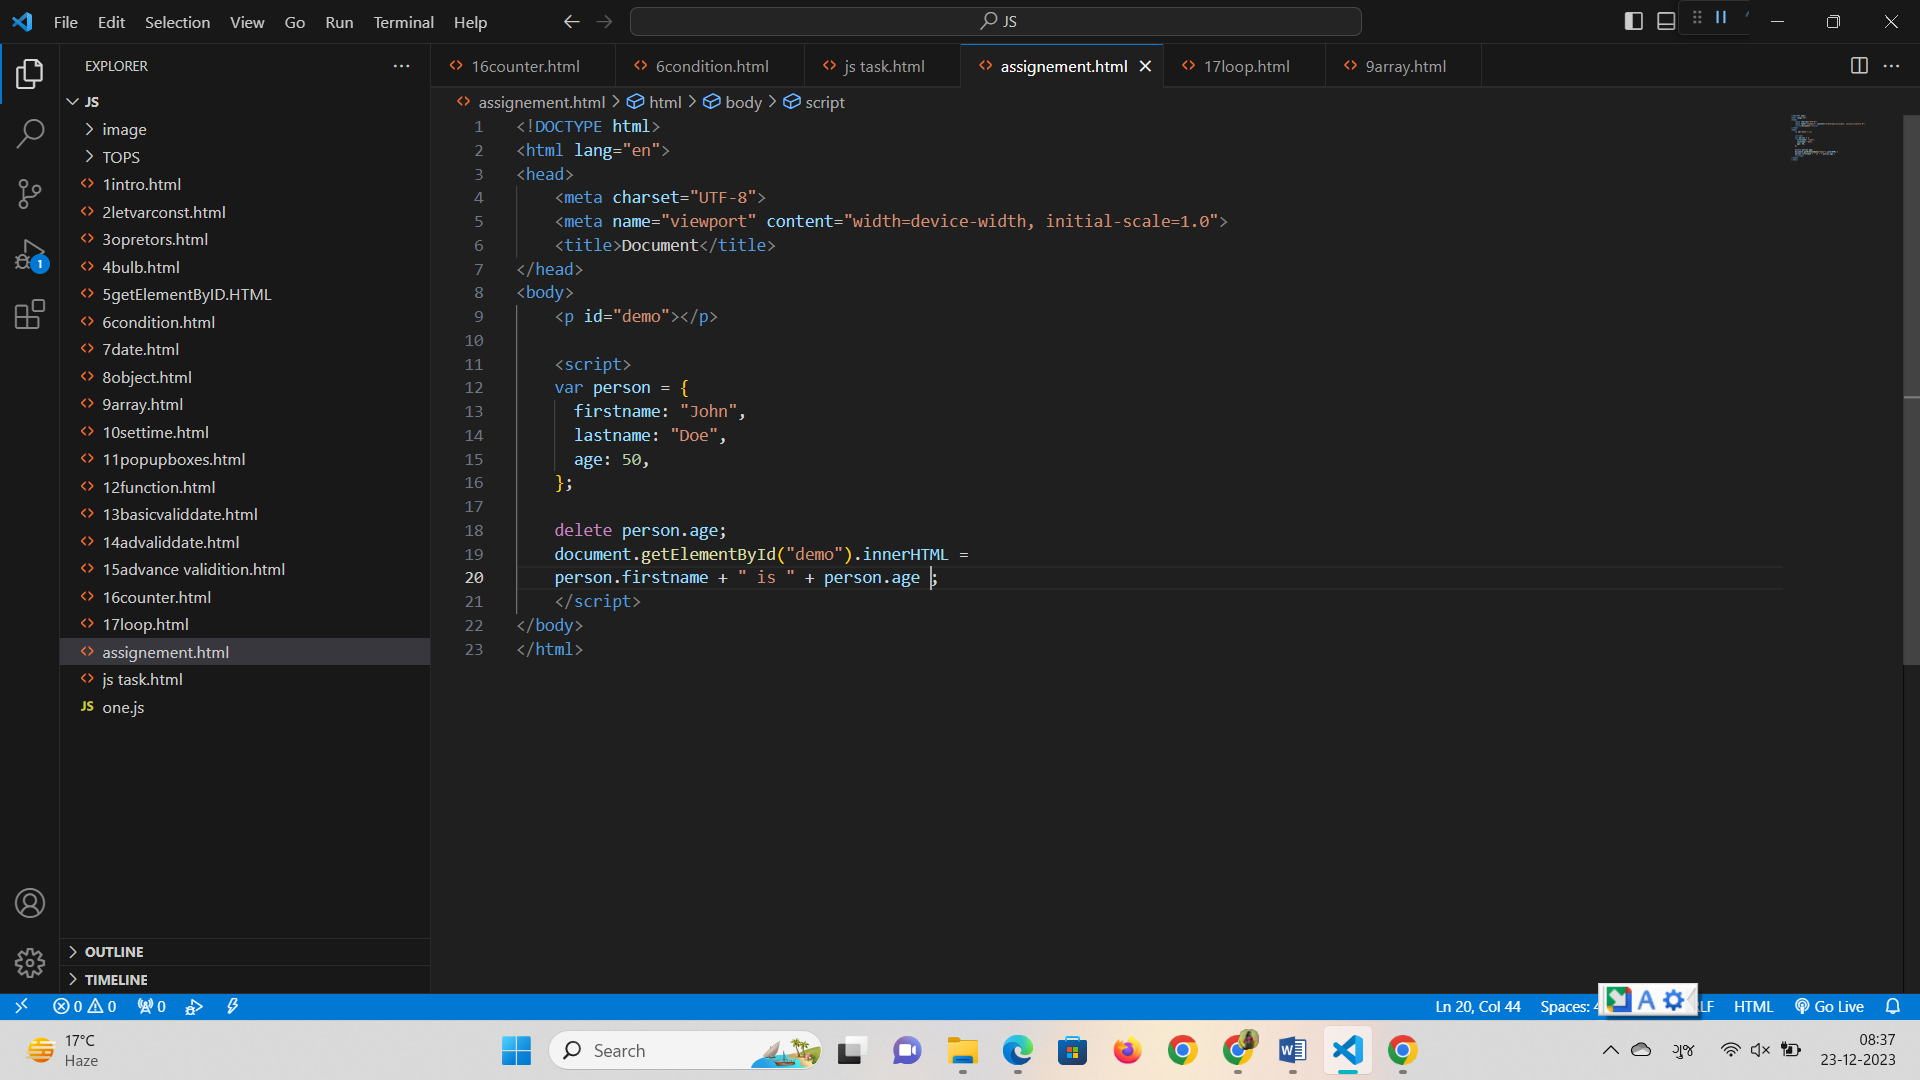 File Edit Selection View Go Run Terminal Help
JS
EXPLORER
16counter.html 6condition.html js task.html assignement.html 17loop.html 9array.html
JS
image
TOPS
1intro.html
2letvarconst.html
3opretors.html
4bulb.html
5getElementByID.HTML
6condition.html
7date.html
8object.html
9array.html
10settime.html
11popupboxes.html
12function.html
13basicvaliddate.html
14advaliddate.html
15advance validition.html
16counter.html
17loop.html
assignement.html
js task.html
JS one.js
OUTLINE
TIMELINE
1
assignement.html > html > body > script
1 <!DOCTYPE html>
2 <html lang="en">
3 <head>
4 <meta charset="UTF-8">
5 <meta name="viewport" content="width=device-width, initial-scale=1.0">
6 <title>Document</title>
7 </head>
8 <body>
9 <p id="demo"></p>
10
11 <script>
12 var person = {
13 firstname: "John",
14 lastname: "Doe",
15 age: 50,
16 };
17
18 delete person.age;
19 document.getElementById("demo").innerHTML =
20 person.firstname + " is " + person.age ;
21 </script>
22 </body>
23 </html>
0 0 0 Ln 20, Col 44 Spaces: A LF HTML Go Live
17°C
Haze
Search
ગુજ
08:37
23-12-2023